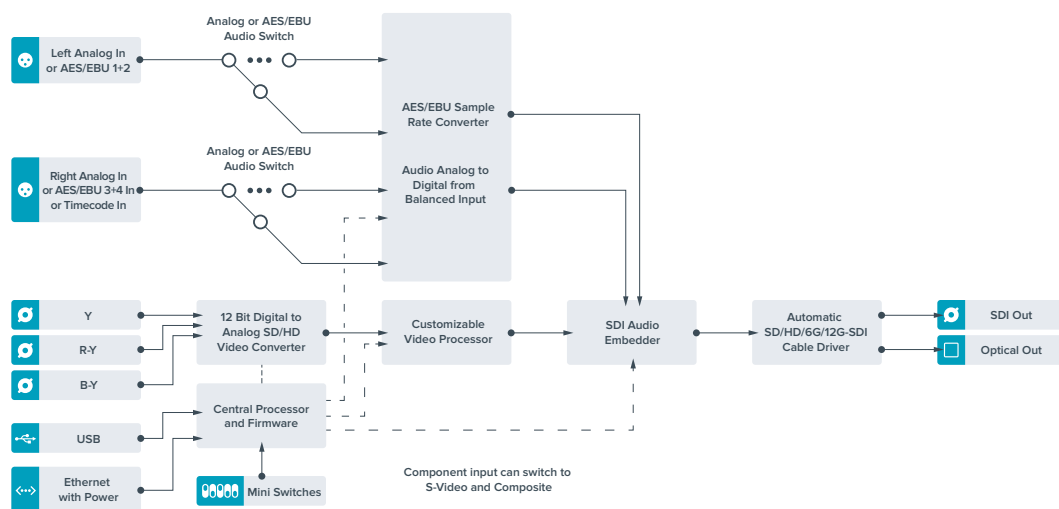 Analog or AES/EBU
Audio Switch
Left Analog In
or AES/EBU 1+2
AES/EBU Sample
Rate Converter
Analog or AES/EBU
Audio Switch
Right Analog In
or AES/EBU 3+4 In
or Timecode In
Audio Analog to
Digital from
Balanced Input
Y
R-Y
B-Y
12 Bit Digital to
Analog SD/HD
Video Converter
Customizable
Video Processor
SDI Audio
Embedder
Automatic
SD/HD/6G/12G-SDI
Cable Driver
SDI Out
Optical Out
Central Processor
and Firmware
USB
Ethernet
with Power
Mini Switches
Component input can switch to
S-Video and Composite